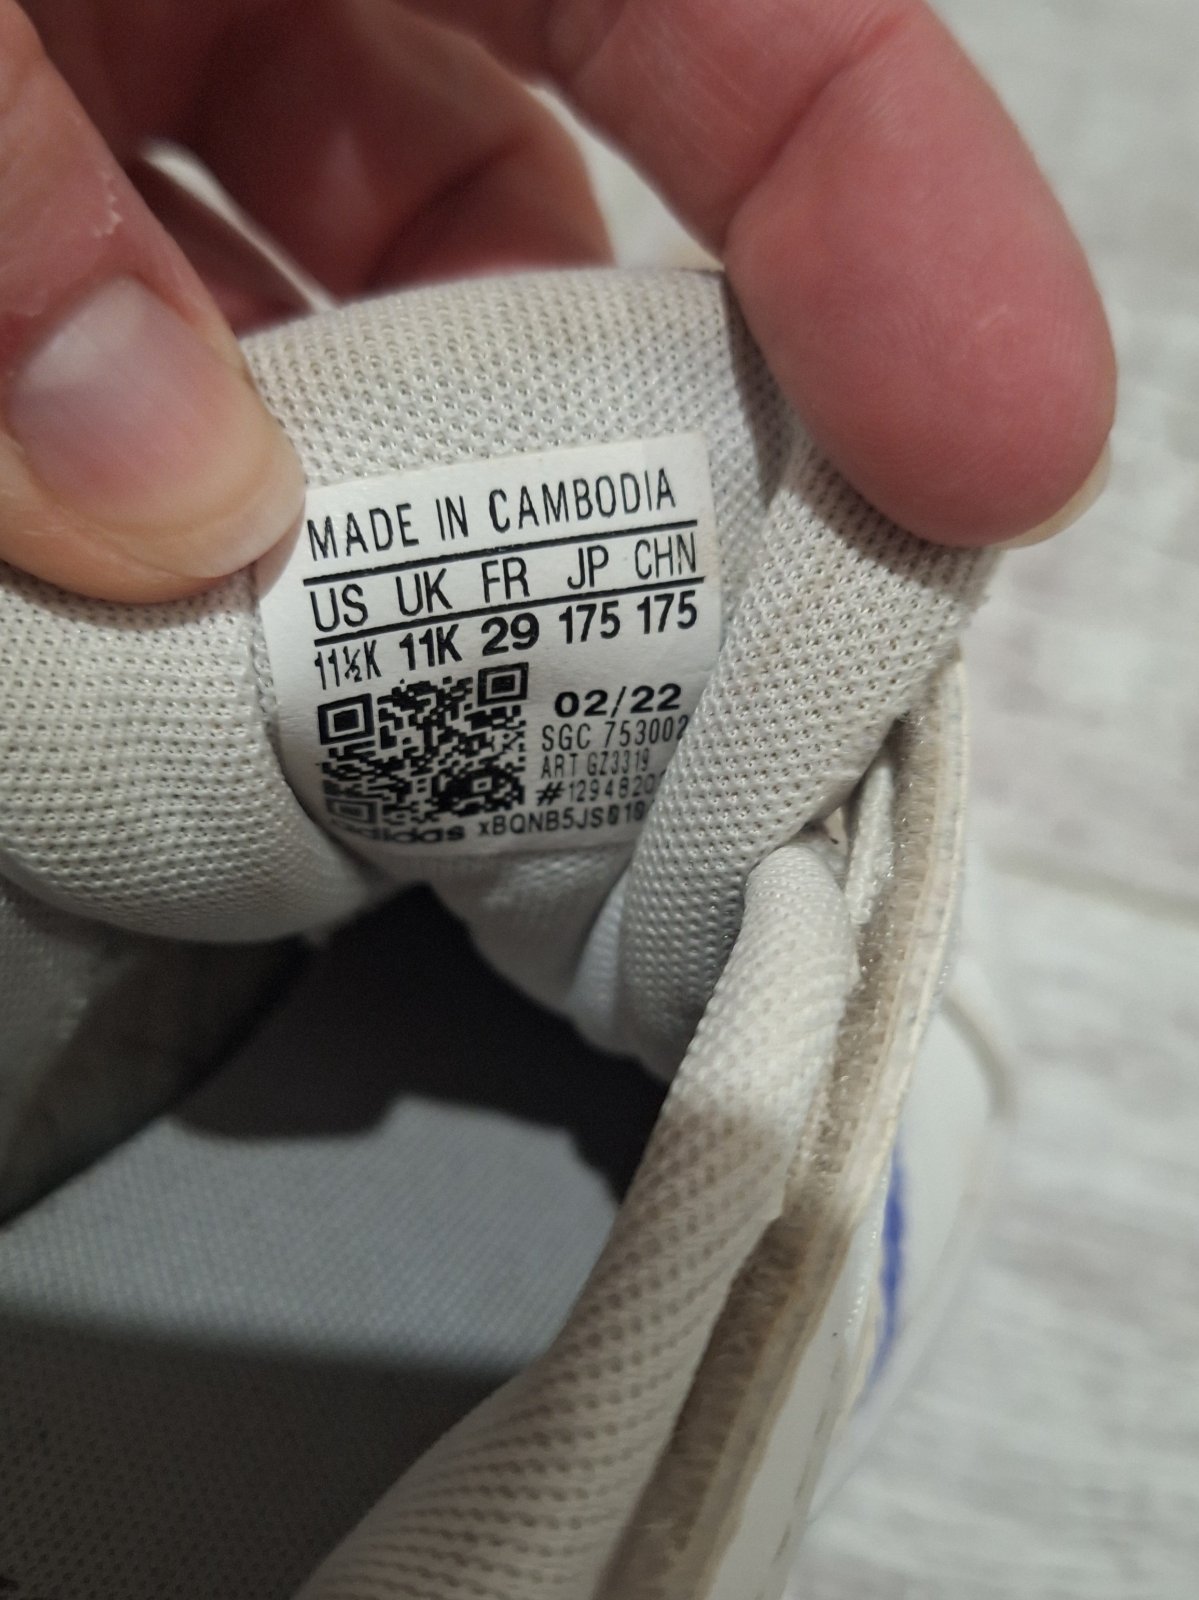 MADE IN CAMBODIA
US UK FR JP CHN
11½K 11K 29 175 175
02/22
SGC 753002
ART GZ3319
adidas